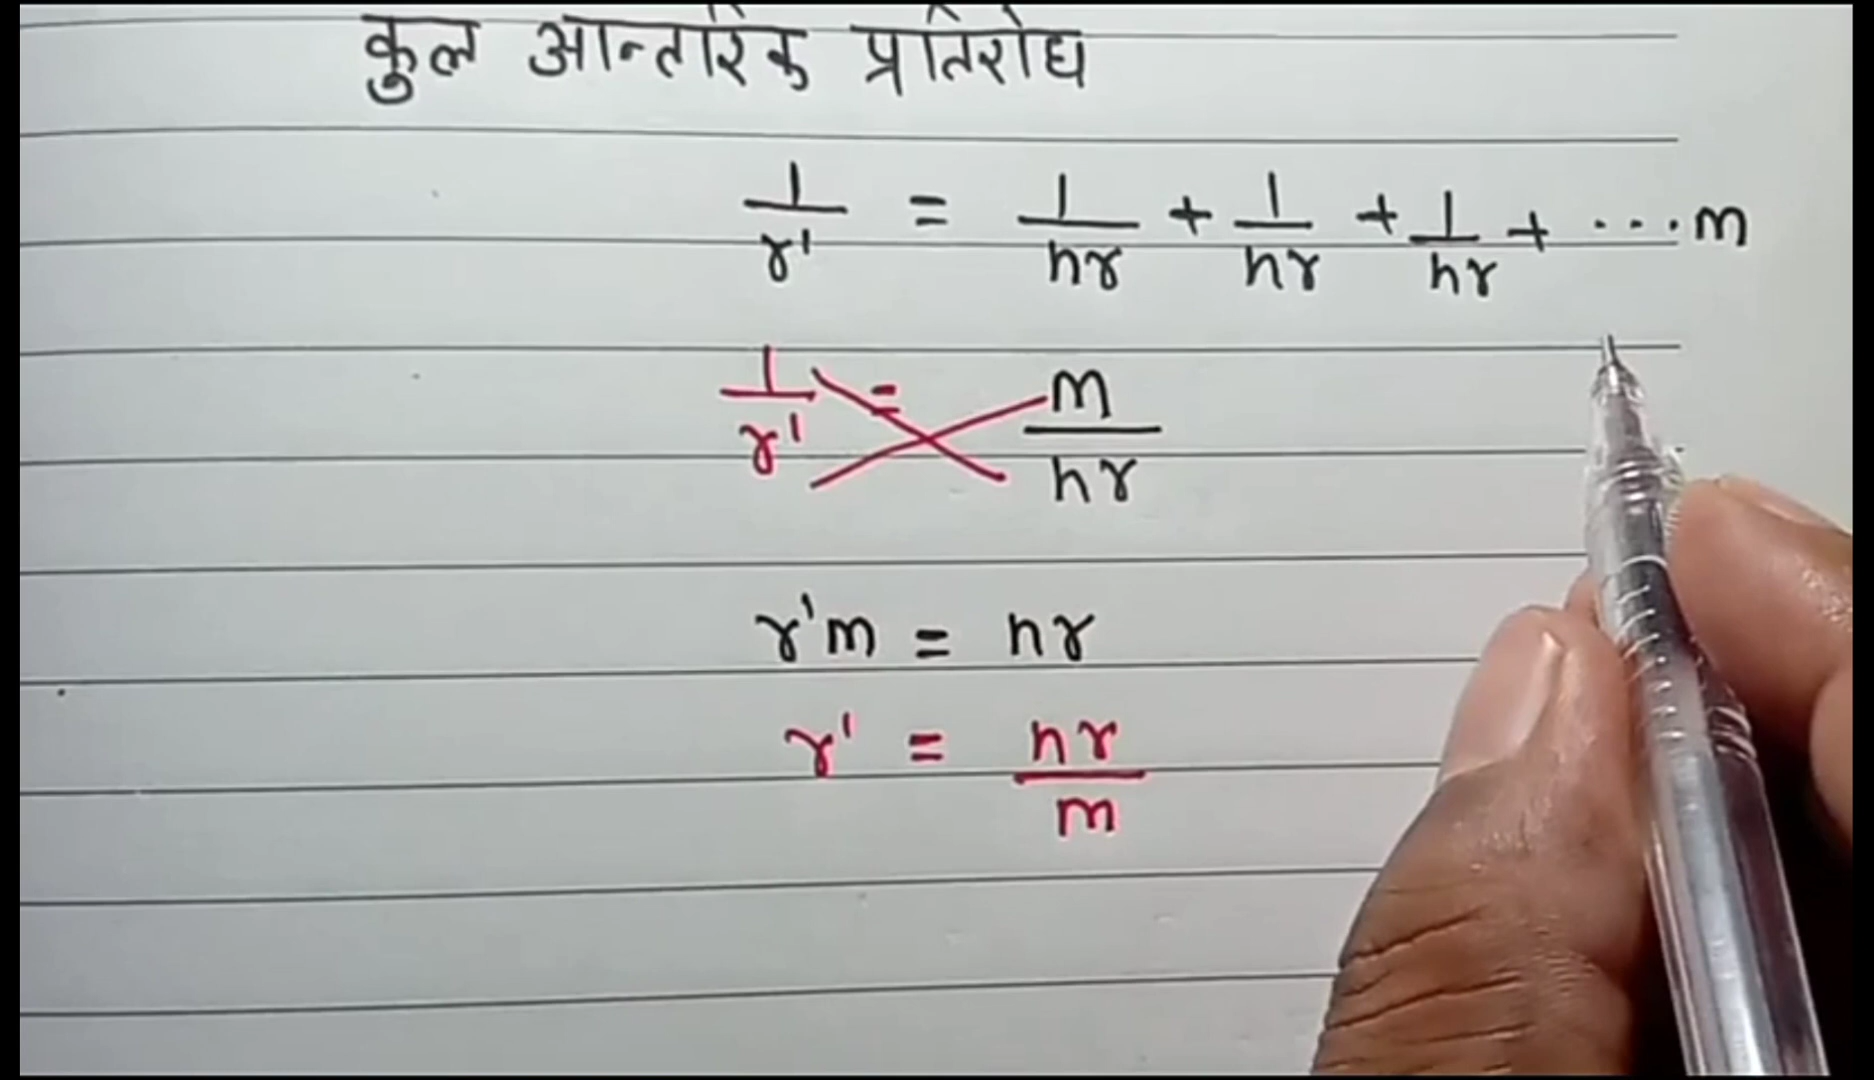 कुल आन्तरिक प्रतिरोध
1/r' = 1/nr + 1/nr + 1/nr + ... m
1/r' = m/nr
r'm = nr
r' = nr/m